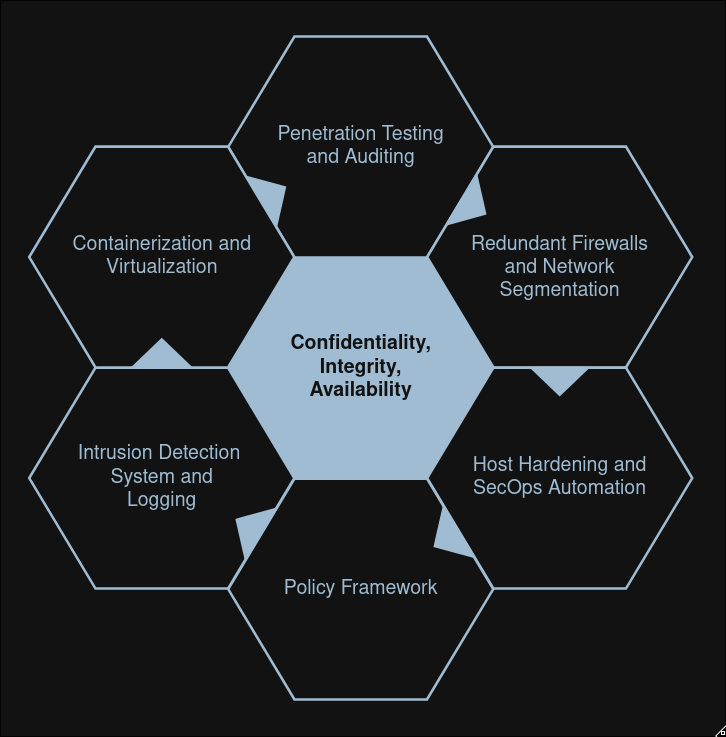 Penetration Testing
and Auditing
Containerization and
Virtualization
Redundant Firewalls
and Network
Segmentation
Confidentiality,
Integrity,
Availability
Intrusion Detection
System and
Logging
Host Hardening and
SecOps Automation
Policy Framework